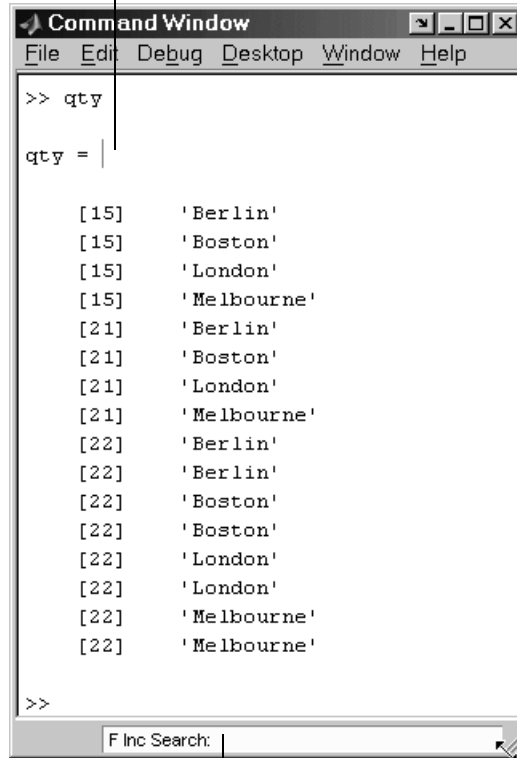 Command Window
File Edit Debug Desktop Window Help
>> qty
qty =
[15] 'Berlin'
[15] 'Boston'
[15] 'London'
[15] 'Melbourne'
[21] 'Berlin'
[21] 'Boston'
[21] 'London'
[21] 'Melbourne'
[22] 'Berlin'
[22] 'Berlin'
[22] 'Boston'
[22] 'Boston'
[22] 'London'
[22] 'London'
[22] 'Melbourne'
[22] 'Melbourne'
>>
F Inc Search: